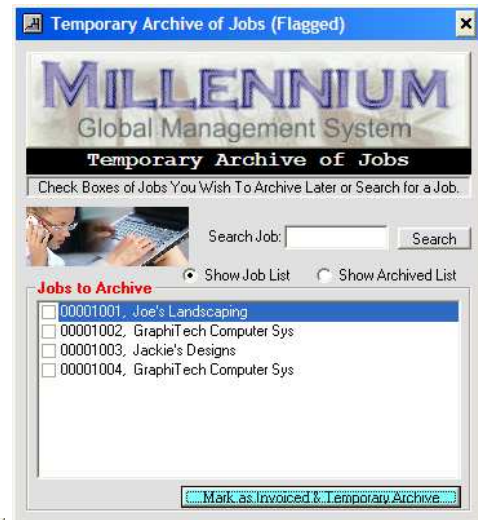 Temporary Archive of Jobs (Flagged)
MILLENNIUM
Global Management System
Temporary Archive of Jobs
Check Boxes of Jobs You Wish To Archive Later or Search for a Job.
Search Job: Search
Show Job List Show Archived List
Jobs to Archive
00001001, Joe's Landscaping
00001002, GraphiTech Computer Sys
00001003, Jackie's Designs
00001004, GraphiTech Computer Sys
Mark as Invoiced & Temporary Archive